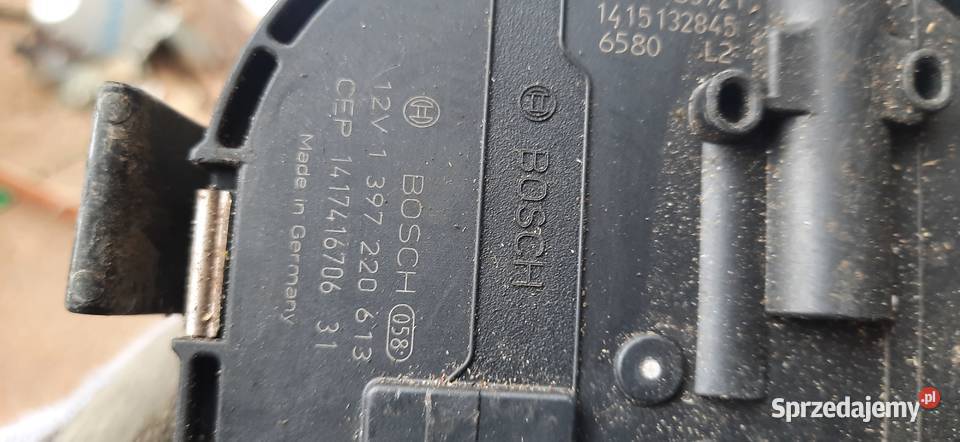 BOSCH 058
12V 1 397 220 613
CEP 1417416706 31
Made in Germany
BOSCH
1415132845
6580 L2
Sprzedajemy.pl